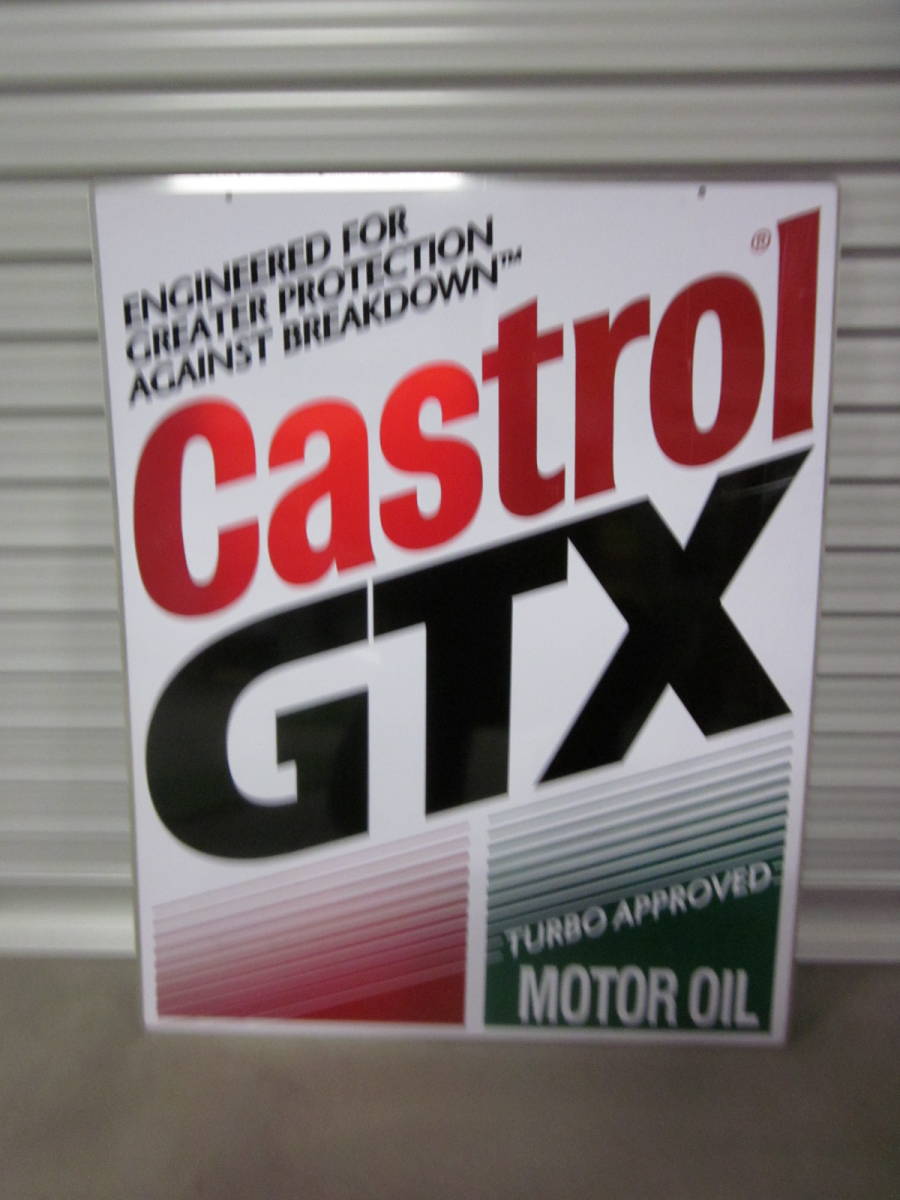 ENGINEERED FOR
GREATER PROTECTION
AGAINST BREAKDOWN™
Castrol®
GTX
TURBO APPROVED
MOTOR OIL